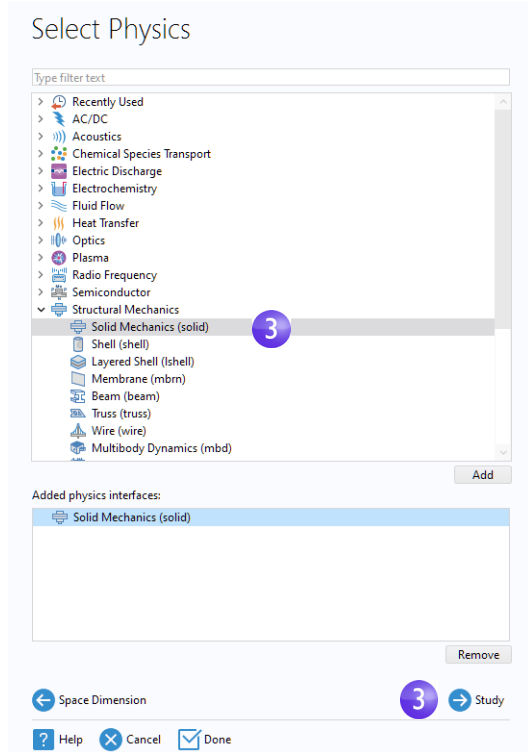 Select Physics
Type filter text
Recently Used
AC/DC
Acoustics
Chemical Species Transport
Electric Discharge
Electrochemistry
Fluid Flow
Heat Transfer
Optics
Plasma
Radio Frequency
Semiconductor
Structural Mechanics
Solid Mechanics (solid) 3
Shell (shell)
Layered Shell (lshell)
Membrane (mbrn)
Beam (beam)
Truss (truss)
Wire (wire)
Multibody Dynamics (mbd)
Add
Added physics interfaces:
Solid Mechanics (solid)
Remove
Space Dimension 3 Study
? Help Cancel Done